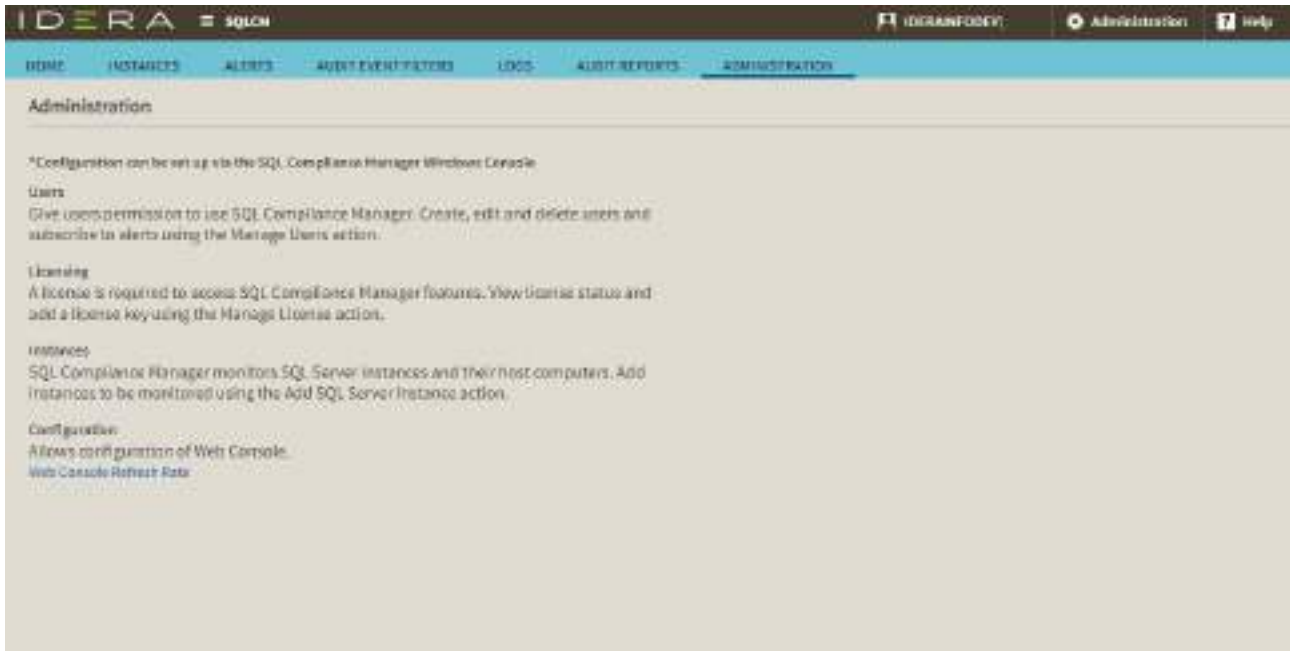 IDERA ≡ SQLCM IDERAINFODEV\ Administration ? Help
HOME INSTANCES ALERTS AUDIT EVENT FILTERS LOGS AUDIT REPORTS ADMINISTRATION
Administration
*Configuration can be set up via the SQL Compliance Manager Windows Console
Users
Give users permission to use SQL Compliance Manager. Create, edit and delete users and
subscribe to alerts using the Manage Users action.
Licensing
A license is required to access SQL Compliance Manager features. View license status and
add a license key using the Manage License action.
Instances
SQL Compliance Manager monitors SQL Server instances and their host computers. Add
instances to be monitored using the Add SQL Server Instance action.
Configuration
Allows configuration of Web Console.
Web Console Refresh Rate